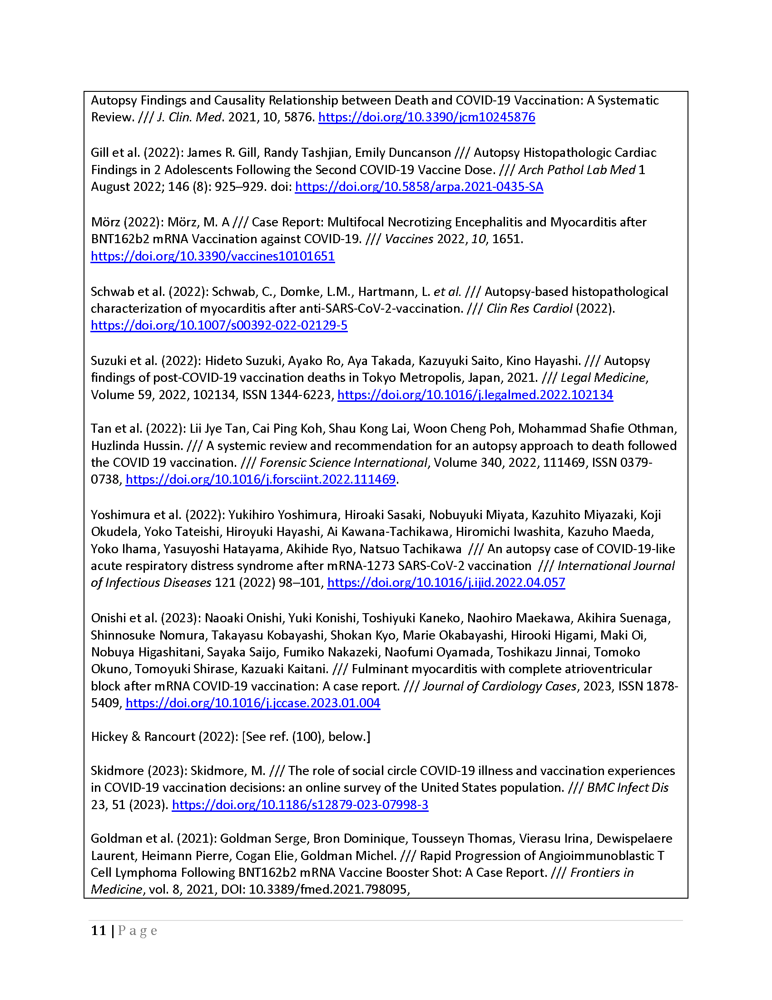 Autopsy Findings and Causality Relationship between Death and COVID-19 Vaccination: A Systematic
Review. /// J. Clin. Med. 2021, 10, 5876. https://doi.org/10.3390/jcm10245876
Gill et al. (2022): James R. Gill, Randy Tashjian, Emily Duncanson /// Autopsy Histopathologic Cardiac
Findings in 2 Adolescents Following the Second COVID-19 Vaccine Dose. /// Arch Pathol Lab Med 1
August 2022; 146 (8): 925–929. doi: https://doi.org/10.5858/arpa.2021-0435-SA
Mörz (2022): Mörz, M. A /// Case Report: Multifocal Necrotizing Encephalitis and Myocarditis after
BNT162b2 mRNA Vaccination against COVID-19. /// Vaccines 2022, 10, 1651.
https://doi.org/10.3390/vaccines10101651
Schwab et al. (2022): Schwab, C., Domke, L.M., Hartmann, L. et al. /// Autopsy-based histopathological
characterization of myocarditis after anti-SARS-CoV-2-vaccination. /// Clin Res Cardiol (2022).
https://doi.org/10.1007/s00392-022-02129-5
Suzuki et al. (2022): Hideto Suzuki, Ayako Ro, Aya Takada, Kazuyuki Saito, Kino Hayashi. /// Autopsy
findings of post-COVID-19 vaccination deaths in Tokyo Metropolis, Japan, 2021. /// Legal Medicine,
Volume 59, 2022, 102134, ISSN 1344-6223, https://doi.org/10.1016/j.legalmed.2022.102134
Tan et al. (2022): Lii Jye Tan, Cai Ping Koh, Shau Kong Lai, Woon Cheng Poh, Mohammad Shafie Othman,
Huzlinda Hussin. /// A systemic review and recommendation for an autopsy approach to death followed
the COVID 19 vaccination. /// Forensic Science International, Volume 340, 2022, 111469, ISSN 0379-
0738, https://doi.org/10.1016/j.forsciint.2022.111469.
Yoshimura et al. (2022): Yukihiro Yoshimura, Hiroaki Sasaki, Nobuyuki Miyata, Kazuhito Miyazaki, Koji
Okudela, Yoko Tateishi, Hiroyuki Hayashi, Ai Kawana-Tachikawa, Hiromichi Iwashita, Kazuho Maeda,
Yoko Ihama, Yasuyoshi Hatayama, Akihide Ryo, Natsuo Tachikawa /// An autopsy case of COVID-19-like
acute respiratory distress syndrome after mRNA-1273 SARS-CoV-2 vaccination /// International Journal
of Infectious Diseases 121 (2022) 98–101, https://doi.org/10.1016/j.ijid.2022.04.057
Onishi et al. (2023): Naoaki Onishi, Yuki Konishi, Toshiyuki Kaneko, Naohiro Maekawa, Akihira Suenaga,
Shinnosuke Nomura, Takayasu Kobayashi, Shokan Kyo, Marie Okabayashi, Hirooki Higami, Maki Oi,
Nobuya Higashitani, Sayaka Saijo, Fumiko Nakazeki, Naofumi Oyamada, Toshikazu Jinnai, Tomoko
Okuno, Tomoyuki Shirase, Kazuaki Kaitani. /// Fulminant myocarditis with complete atrioventricular
block after mRNA COVID-19 vaccination: A case report. /// Journal of Cardiology Cases, 2023, ISSN 1878-
5409, https://doi.org/10.1016/j.jccase.2023.01.004
Hickey & Rancourt (2022): [See ref. (100), below.]
Skidmore (2023): Skidmore, M. /// The role of social circle COVID-19 illness and vaccination experiences
in COVID-19 vaccination decisions: an online survey of the United States population. /// BMC Infect Dis
23, 51 (2023). https://doi.org/10.1186/s12879-023-07998-3
Goldman et al. (2021): Goldman Serge, Bron Dominique, Tousseyn Thomas, Vierasu Irina, Dewispelaere
Laurent, Heimann Pierre, Cogan Elie, Goldman Michel. /// Rapid Progression of Angioimmunoblastic T
Cell Lymphoma Following BNT162b2 mRNA Vaccine Booster Shot: A Case Report. /// Frontiers in
Medicine, vol. 8, 2021, DOI: 10.3389/fmed.2021.798095,
11 | Page